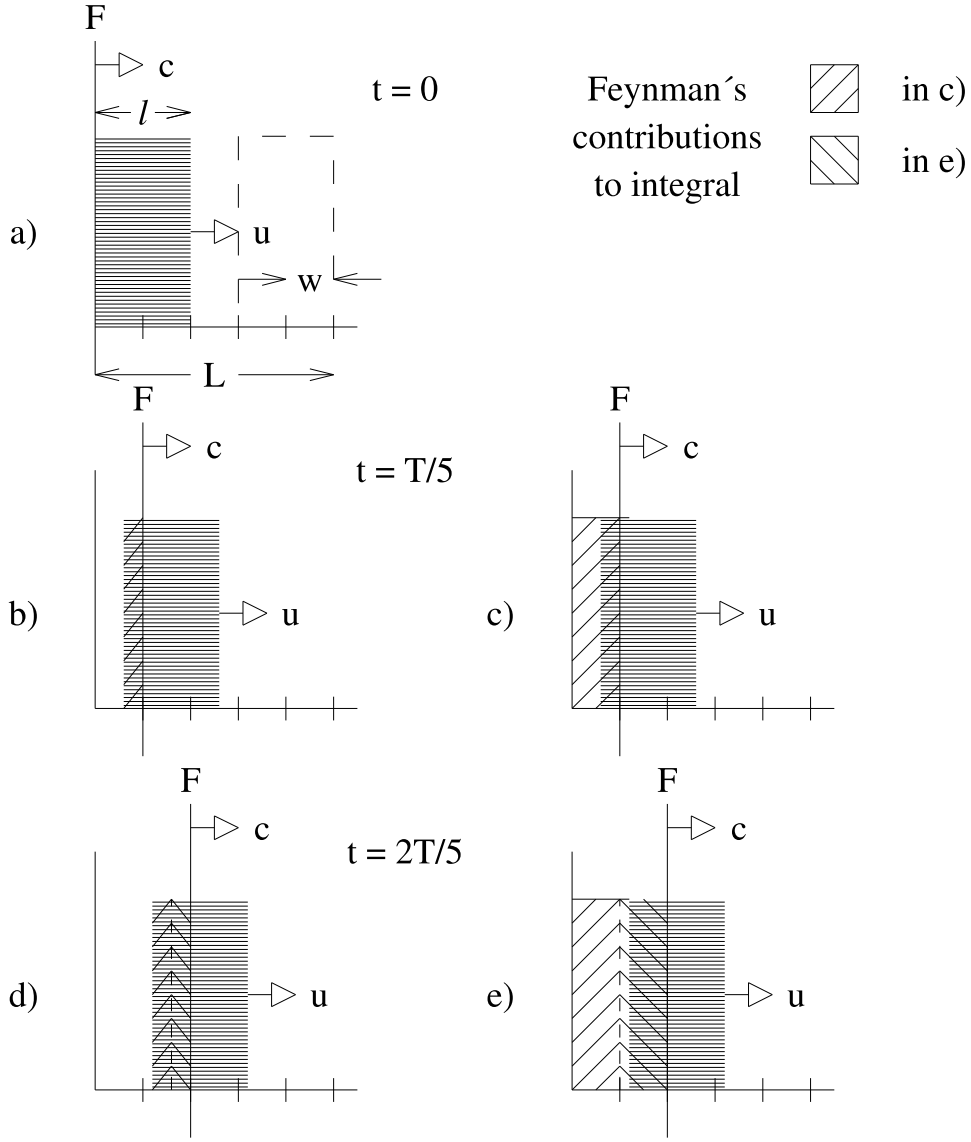 F
c
t = 0
l
a)
u
w
L
Feynman´s
contributions
to integral
in c)
in e)
F
c
t = T/5
b)
u
F
c
c)
u
F
c
t = 2T/5
d)
u
F
c
e)
u